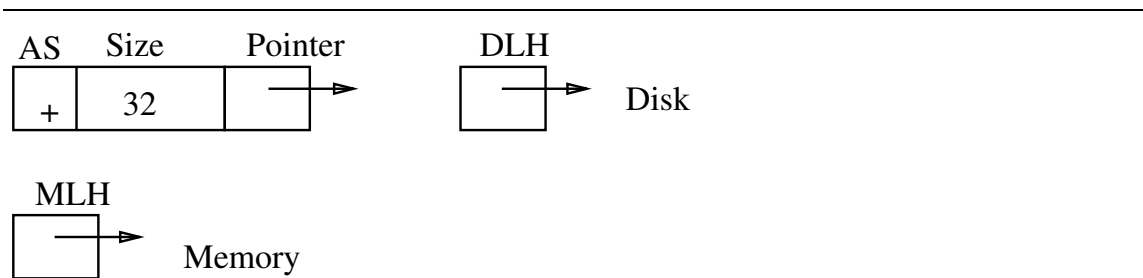 AS Size Pointer DLH
+ 32 Disk
MLH
Memory